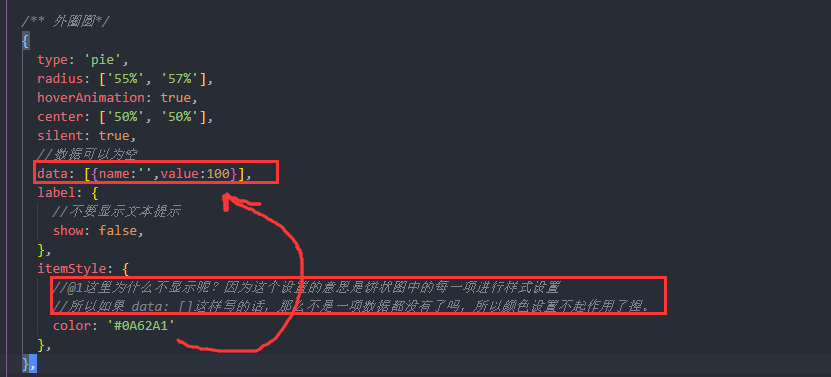 /** 外圈圆*/
{
type: 'pie',
radius: ['55%', '57%'],
hoverAnimation: true,
center: ['50%', '50%'],
silent: true,
//数据可以为空
data: [{name:'',value:100}],
label: {
//不要显示文本提示
show: false,
},
itemStyle: {
//@1这里为什么不显示呢? 因为这个设置的意思是饼状图中的每一项进行样式设置
//所以如果 data: []这样写的话, 那么不是一项数据都没有了吗, 所以颜色设置不起作用了捏。
color: '#0A62A1'
},
},